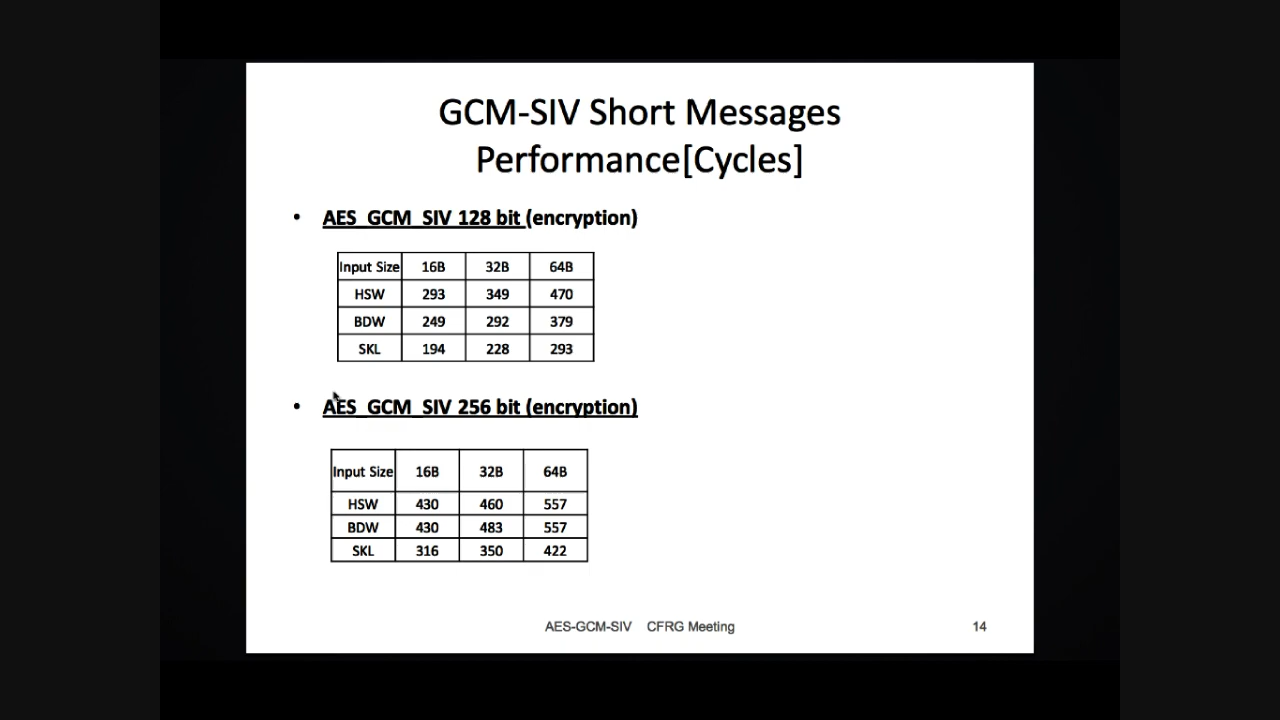 GCM-SIV Short Messages
Performance[Cycles]
• AES_GCM_SIV 128 bit (encryption)
Input Size 16B 32B 64B
HSW 293 349 470
BDW 249 292 379
SKL 194 228 293
• AES_GCM_SIV 256 bit (encryption)
Input Size 16B 32B 64B
HSW 430 460 557
BDW 430 483 557
SKL 316 350 422
AES-GCM-SIV CFRG Meeting 14